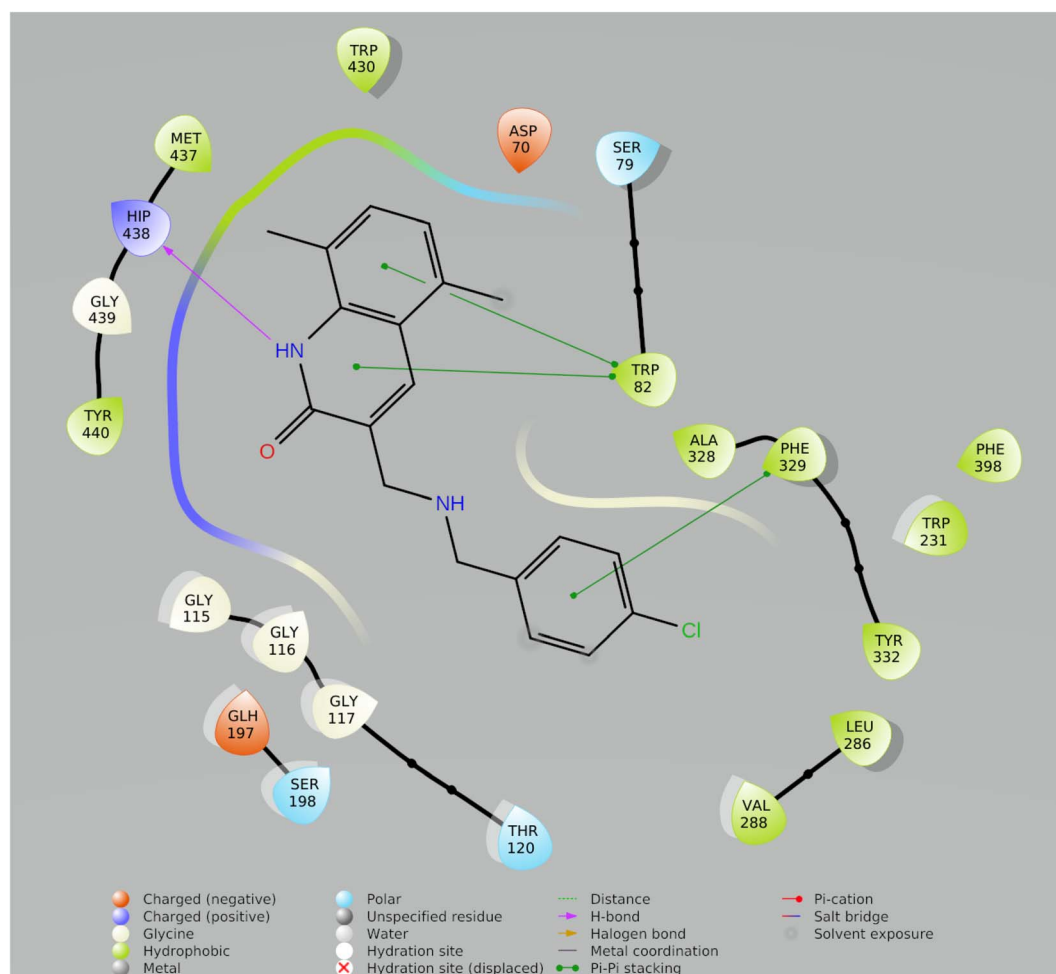 TRP
430
ASP
70
SER
79
MET
437
HIP
438
GLY
439
TYR
440
HN
O
NH
Cl
TRP
82
ALA
328
PHE
329
PHE
398
TRP
231
TYR
332
GLY
115
GLY
116
GLY
117
GLH
197
SER
198
THR
120
LEU
286
VAL
288
Charged (negative)
Charged (positive)
Glycine
Hydrophobic
Metal
Polar
Unspecified residue
Water
Hydration site
Hydration site (displaced)
Distance
H-bond
Halogen bond
Metal coordination
Pi-Pi stacking
Pi-cation
Salt bridge
Solvent exposure